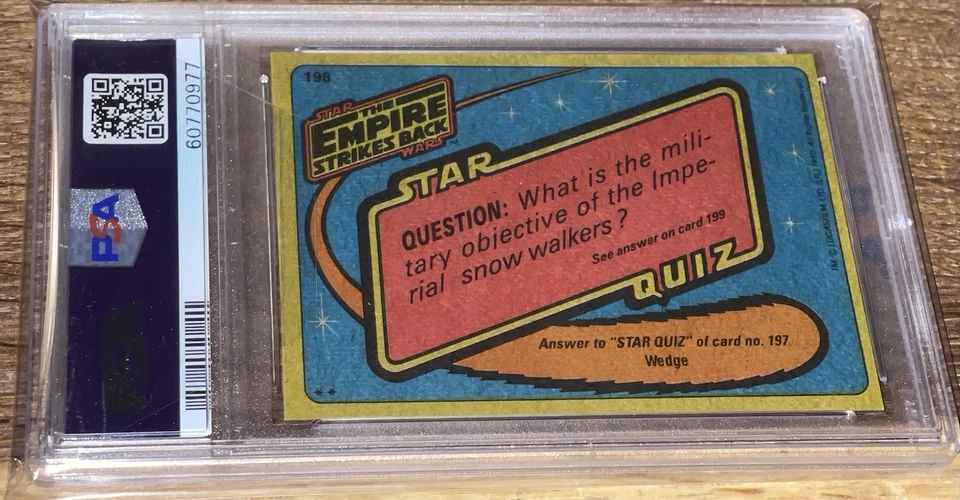 PSA
60770977
198
STAR
THE
EMPIRE
STRIKES BACK
WARS
TM
STAR
QUESTION: What is the mili-
tary objective of the Impe-
rial snow walkers?
See answer on card 199
QUIZ
Answer to "STAR QUIZ" of card no. 197
Wedge
**